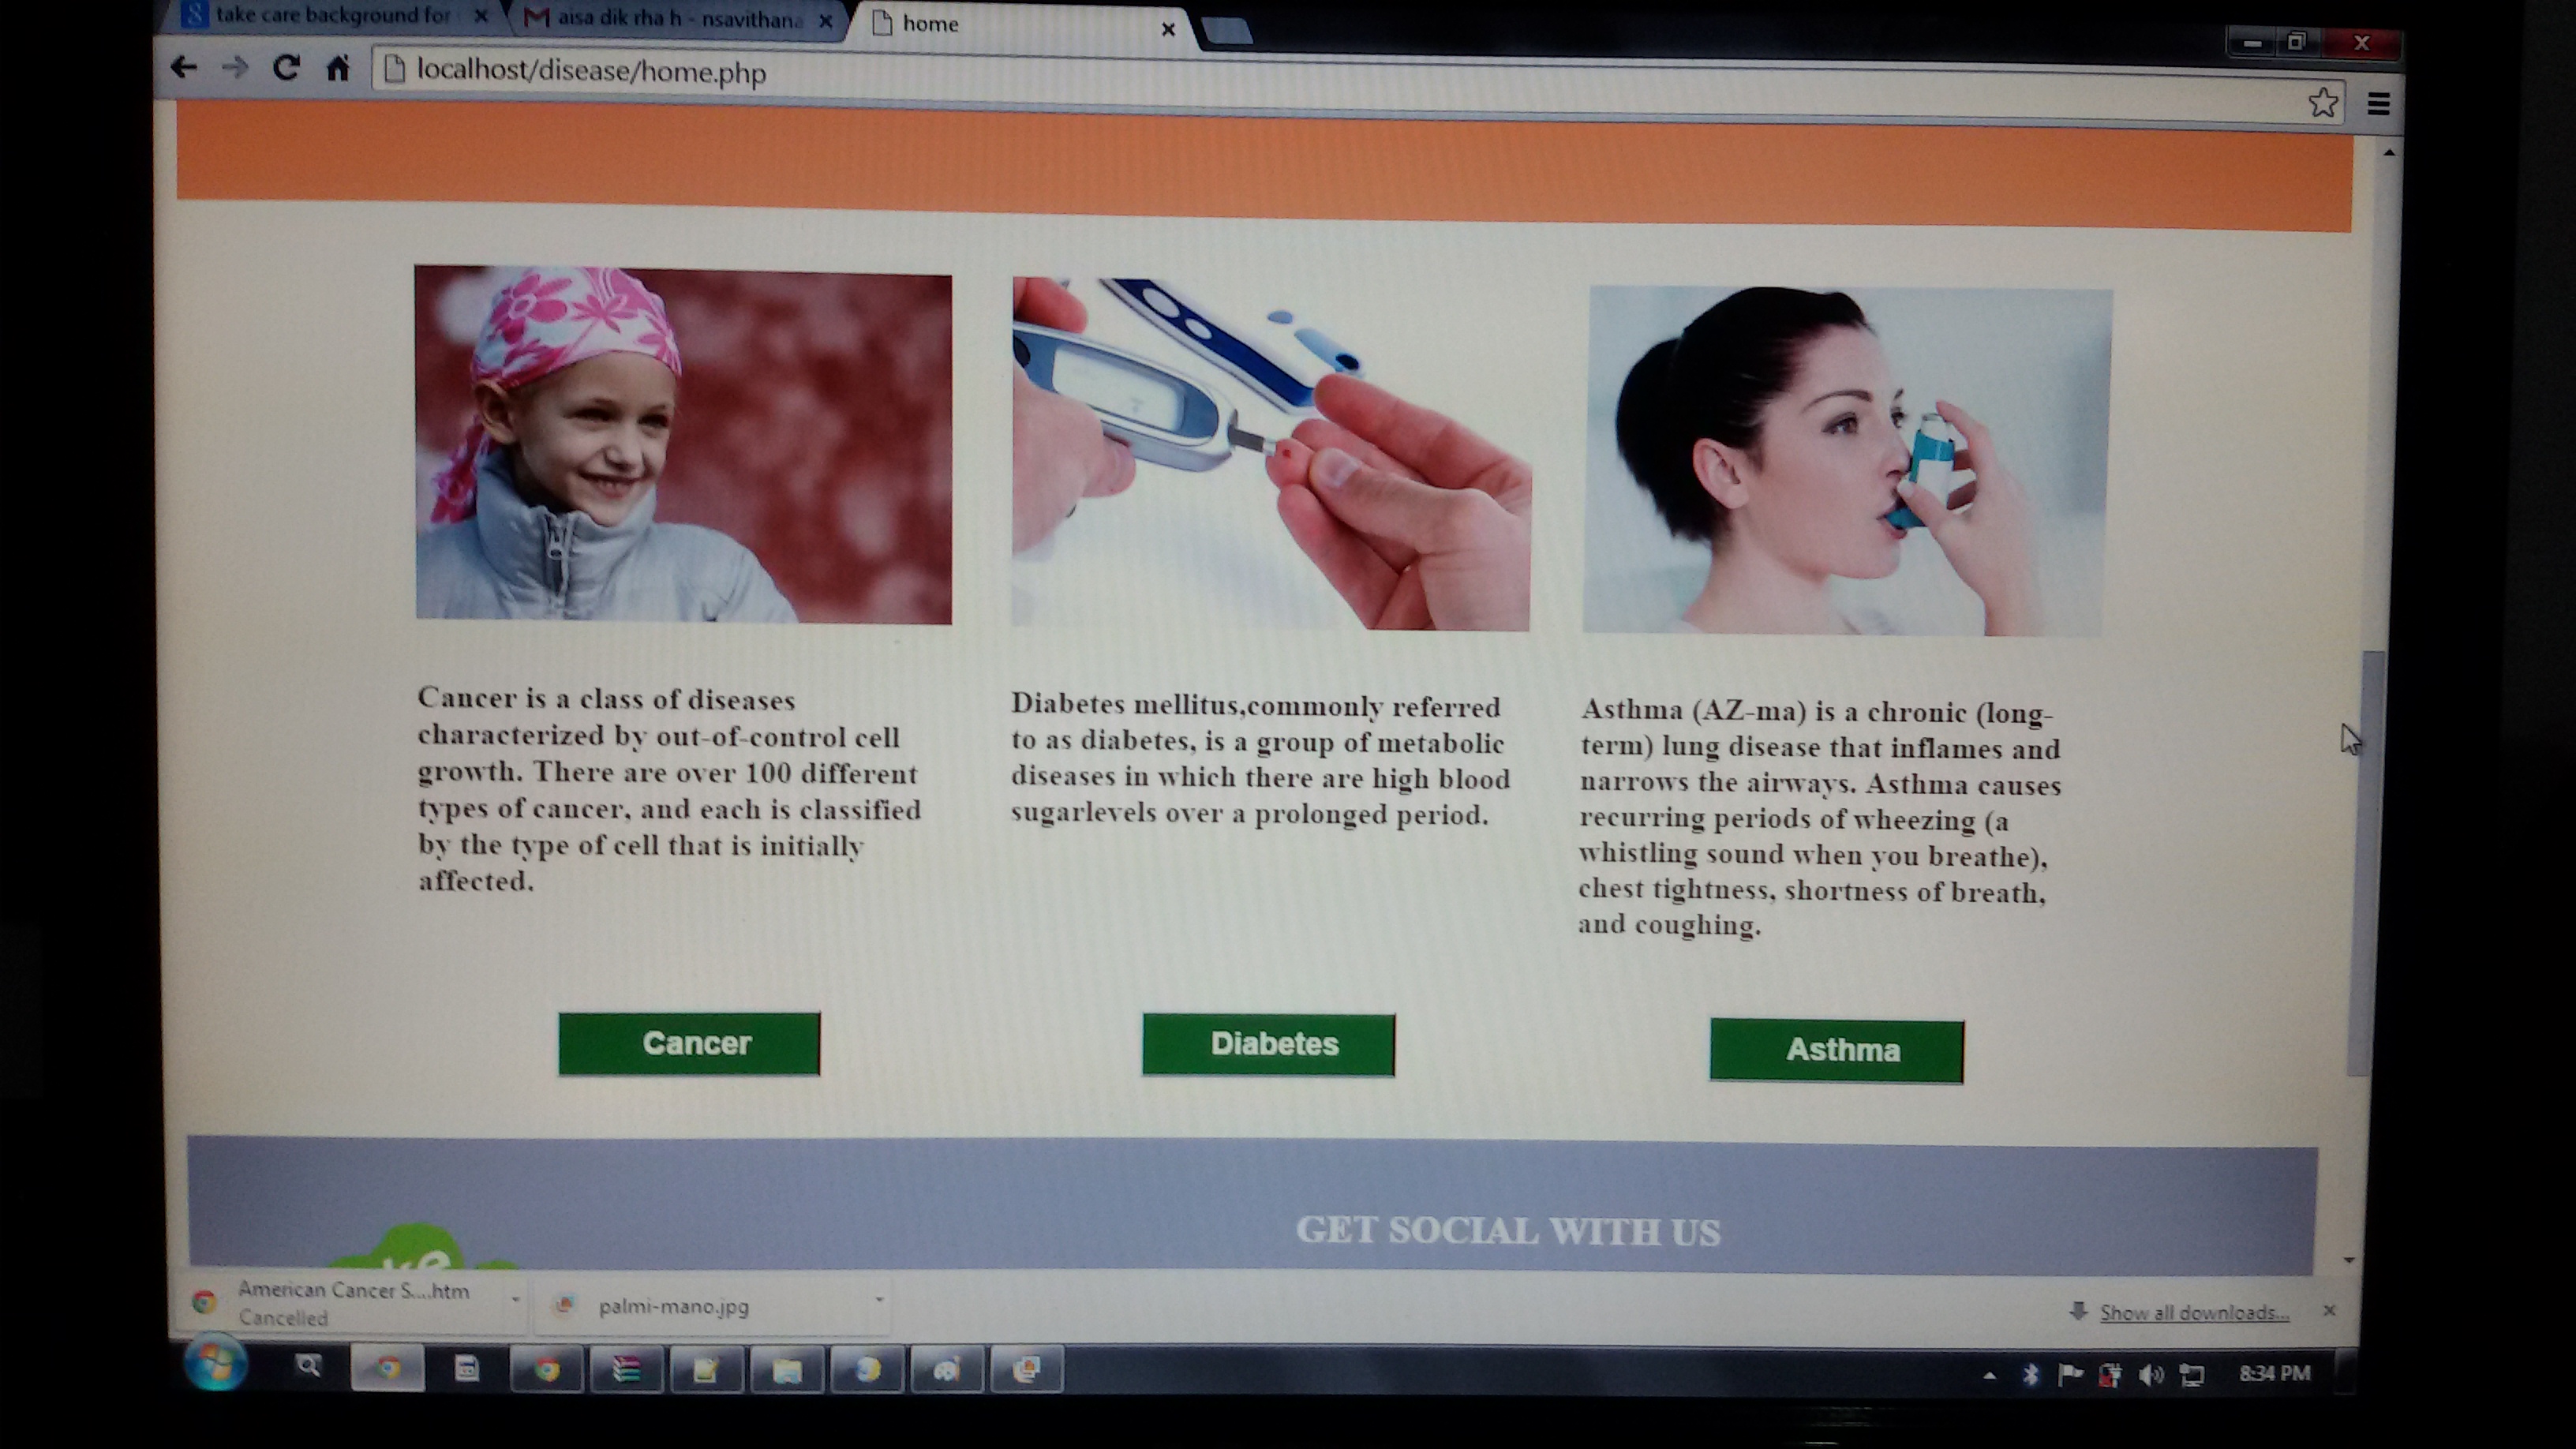 take care background for
aisa dik rha h - nsavithana
home
localhost/disease/home.php
Cancer is a class of diseases
characterized by out-of-control cell
growth. There are over 100 different
types of cancer, and each is classified
by the type of cell that is initially
affected.
Diabetes mellitus,commonly referred
to as diabetes, is a group of metabolic
diseases in which there are high blood
sugarlevels over a prolonged period.
Asthma (AZ-ma) is a chronic (long-
term) lung disease that inflames and
narrows the airways. Asthma causes
recurring periods of wheezing (a
whistling sound when you breathe),
chest tightness, shortness of breath,
and coughing.
Cancer
Diabetes
Asthma
GET SOCIAL WITH US
American Cancer S....htm
Cancelled
palmi-mano.jpg
Show all downloads...
8:34 PM